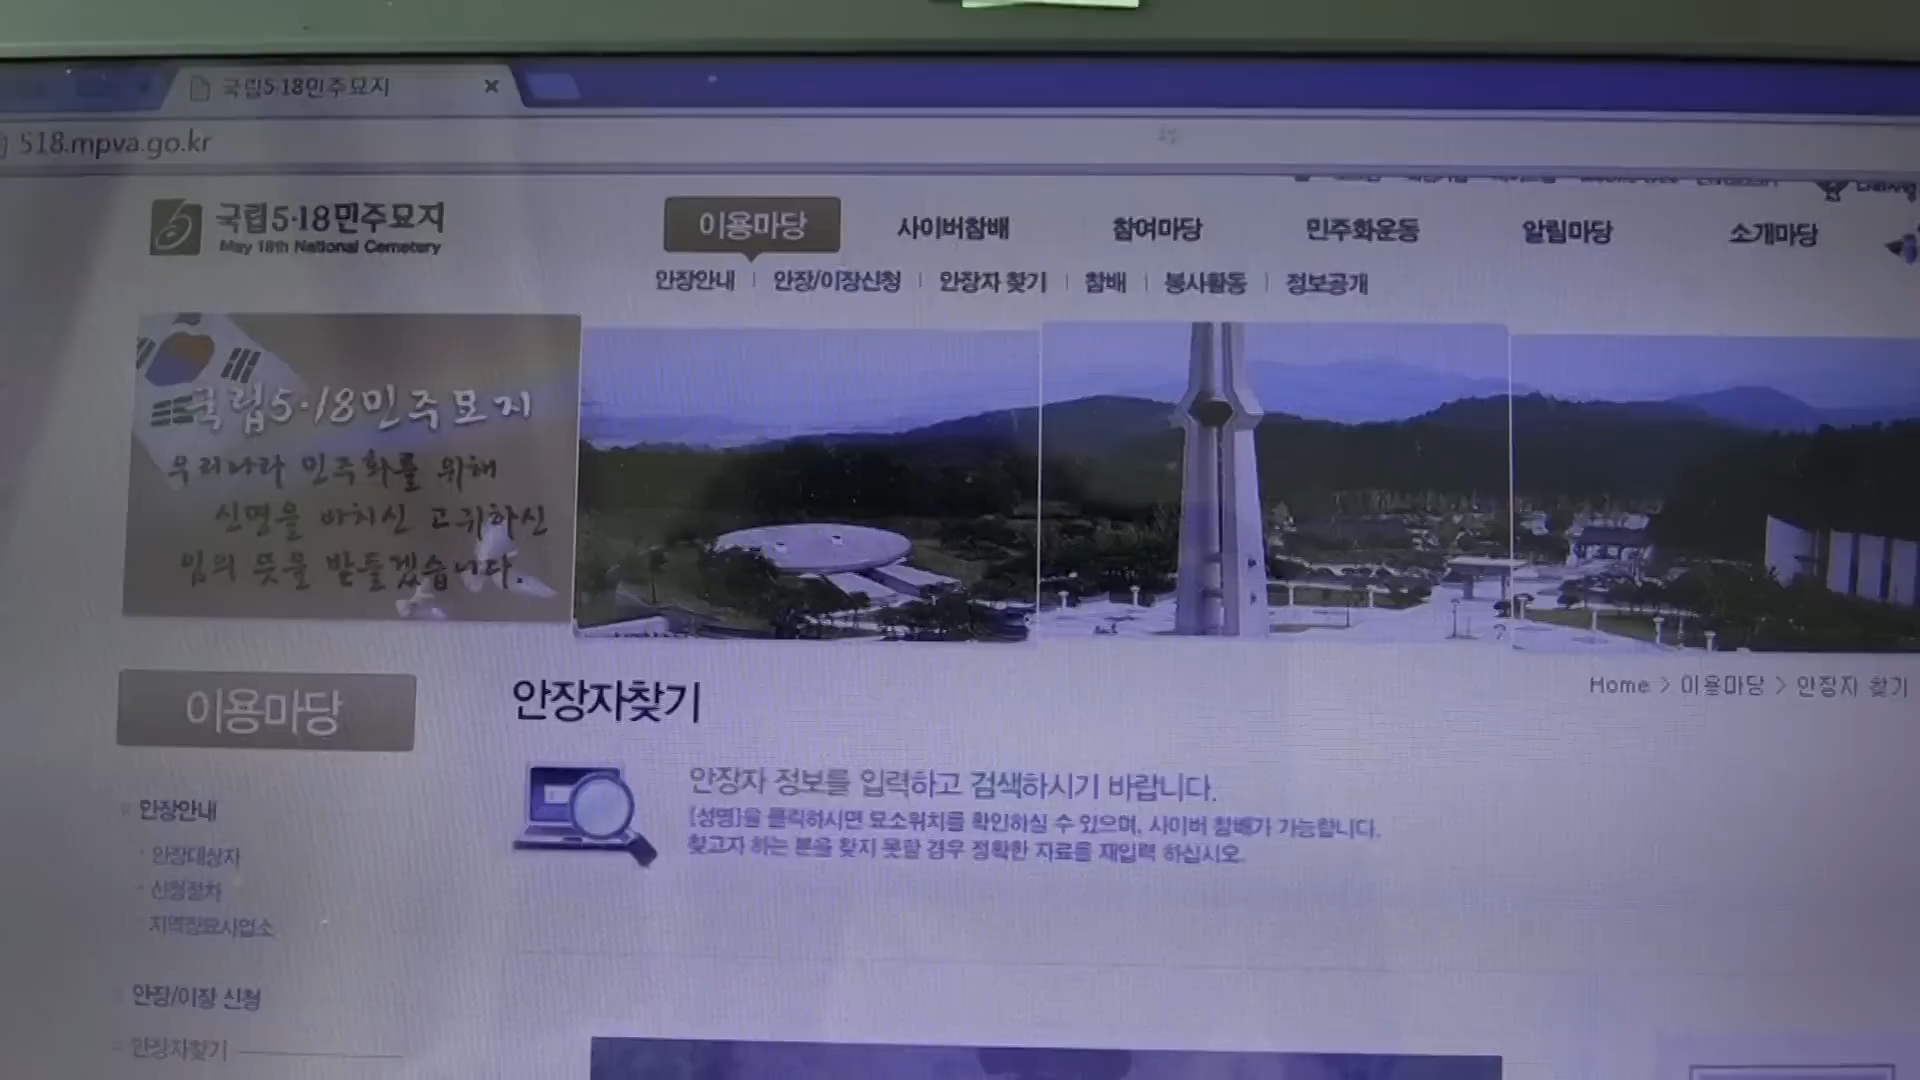 국립5·18민주묘지
518.mpva.go.kr
국립5·18민주묘지
May 18th National Cemetery
이용마당 사이버참배 참여마당 민주화운동 알림마당 소개마당
안장안내 안장/이장신청 안장자 찾기 참배 봉사활동 정보공개
국립5·18민주묘지
우리나라 민주화를 위해
신명을 바치신 고귀하신
임의 뜻을 받들겠습니다.
이용마당
안장자찾기
Home > 이용마당 > 안장자 찾기
안장자 정보를 입력하고 검색하시기 바랍니다.
[성명]을 클릭하시면 묘소위치를 확인하실 수 있으며, 사이버 참배가 가능합니다.
찾고자 하는 분을 찾지 못할 경우 정확한 자료를 재입력 하십시오.
안장안내
안장대상자
신청절차
안장/이장 신청
안장자찾기